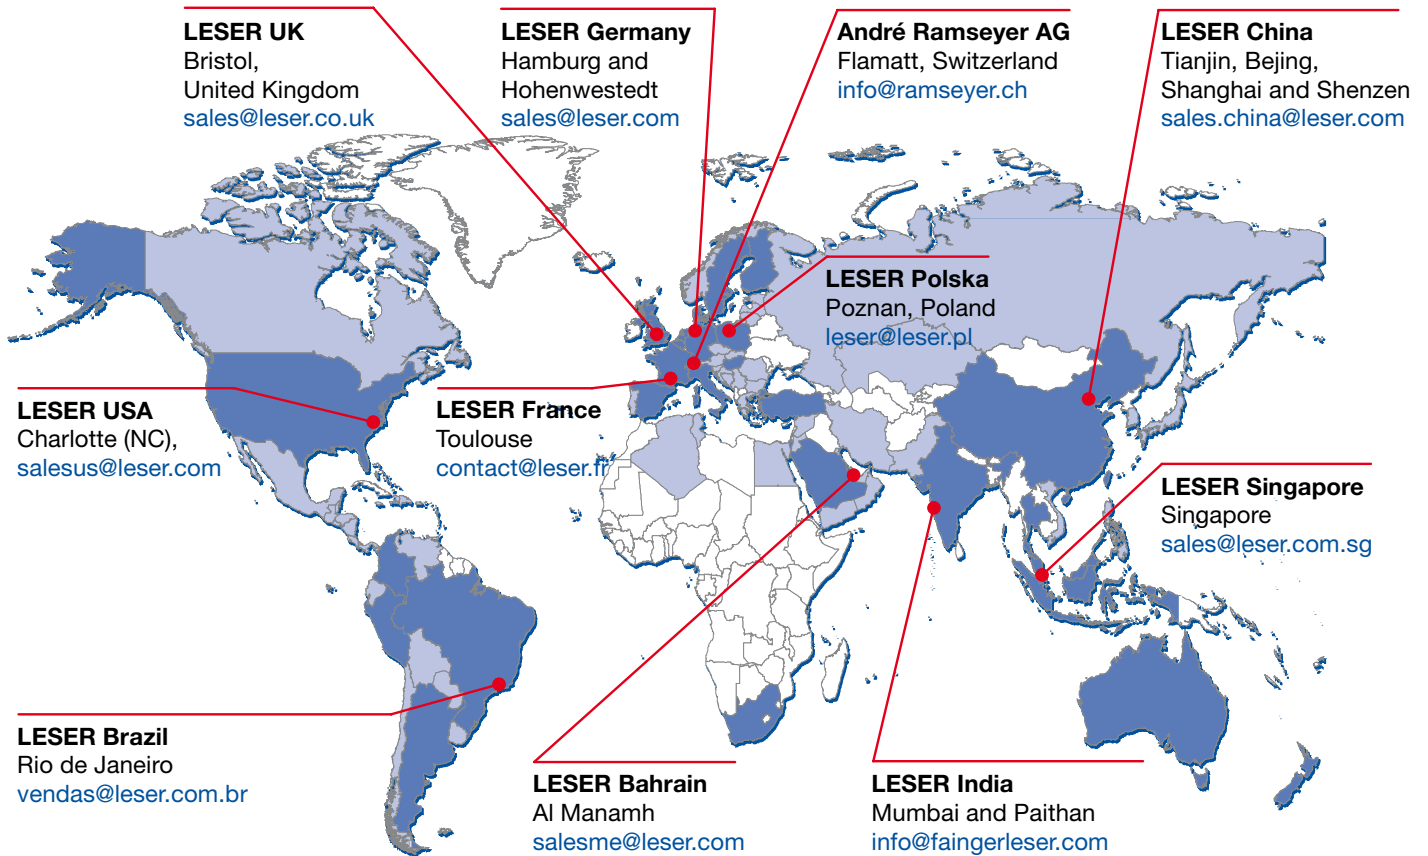 LESER UK
Bristol,
United Kingdom
sales@leser.co.uk
LESER Germany
Hamburg and
Hohenwestedt
sales@leser.com
André Ramseyer AG
Flamatt, Switzerland
info@ramseyer.ch
LESER China
Tianjin, Bejing,
Shanghai and Shenzen
sales.china@leser.com
LESER Polska
Poznan, Poland
leser@leser.pl
LESER USA
Charlotte (NC),
salesus@leser.com
LESER France
Toulouse
contact@leser.fr
LESER Singapore
Singapore
sales@leser.com.sg
LESER Brazil
Rio de Janeiro
vendas@leser.com.br
LESER Bahrain
Al Manamh
salesme@leser.com
LESER India
Mumbai and Paithan
info@faingerleser.com